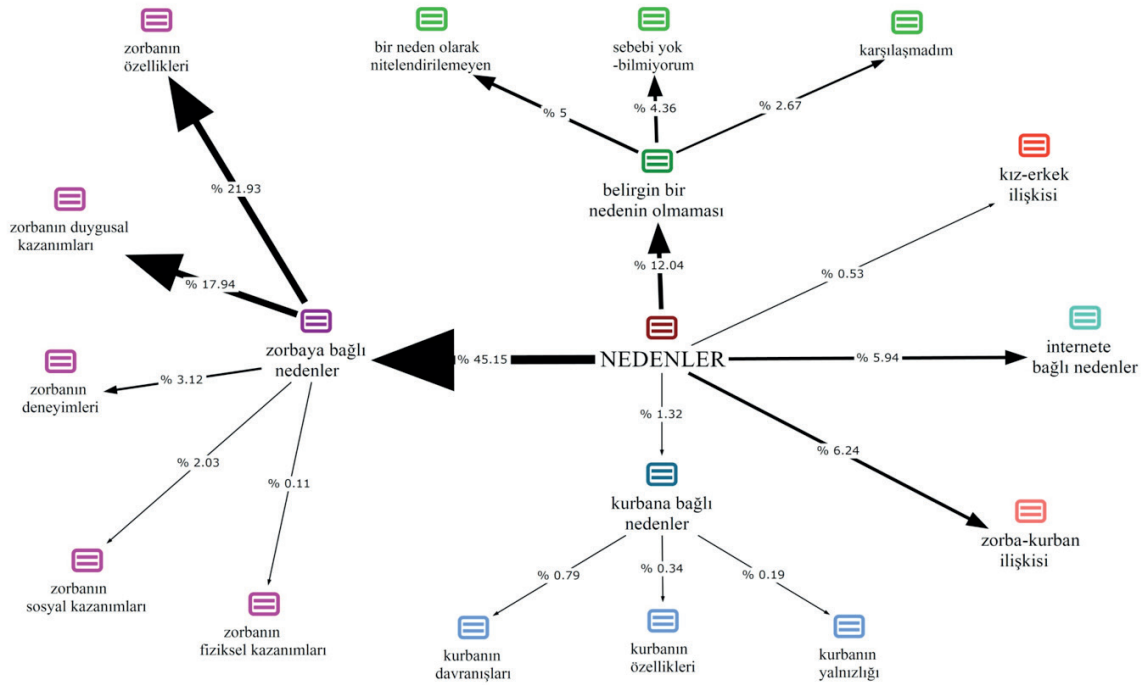 zorbanın
özellikleri
bir neden olarak
nitelendirilemeyen
sebebi yok
-bilmiyorum
karşılaşmadım
% 5
% 4.36
% 2.67
belirgin bir
nedenin olmaması
kız-erkek
ilişkisi
% 21.93
zorbanın duygusal
kazanımları
% 17.94
% 12.04
% 0.53
zorbaya bağlı
nedenler
% 45.15
NEDENLER
% 5.94
internete
bağlı nedenler
zorbanın
deneyimleri
% 3.12
% 1.32
% 6.24
% 2.03
% 0.11
kurbana bağlı
nedenler
zorba-kurban
ilişkisi
% 0.79
% 0.34
% 0.19
zorbanın
sosyal kazanımları
zorbanın
fiziksel kazanımları
kurbanın
davranışları
kurbanın
özellikleri
kurbanın
yalnızlığı